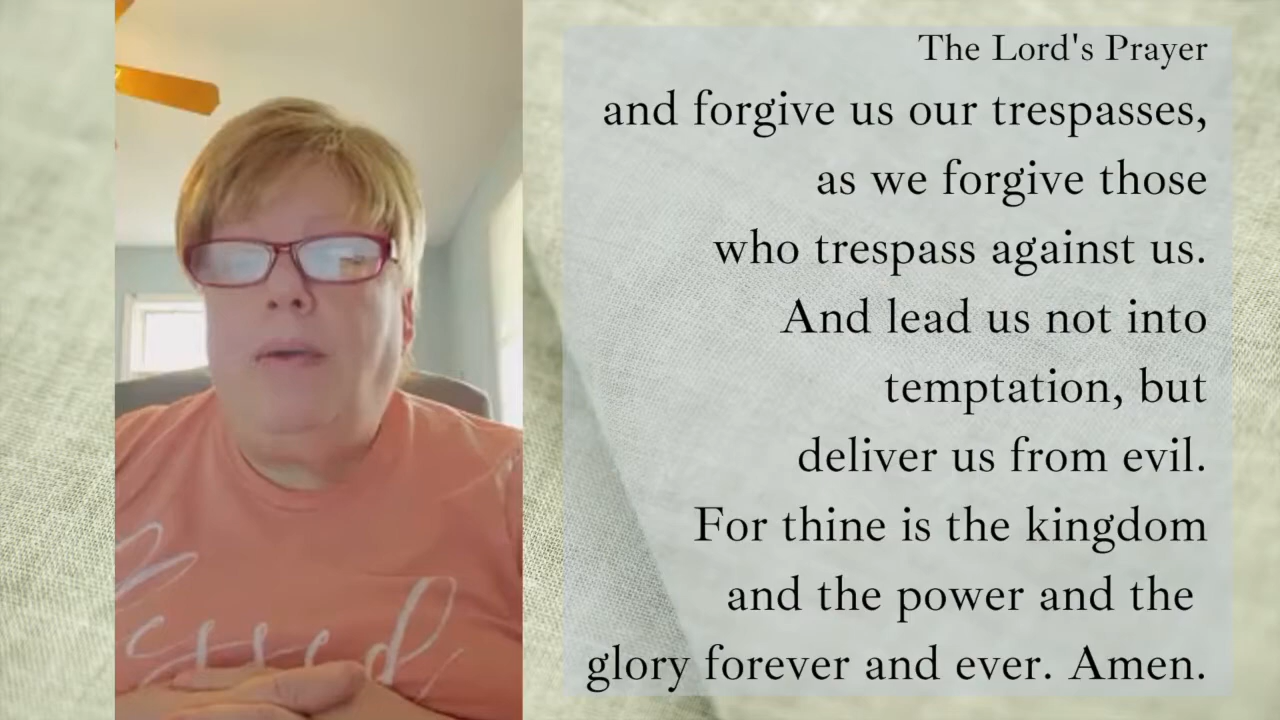 The Lord's Prayer
and forgive us our trespasses,
as we forgive those
who trespass against us.
And lead us not into
temptation, but
deliver us from evil.
For thine is the kingdom
and the power and the
glory forever and ever. Amen.
Blessed